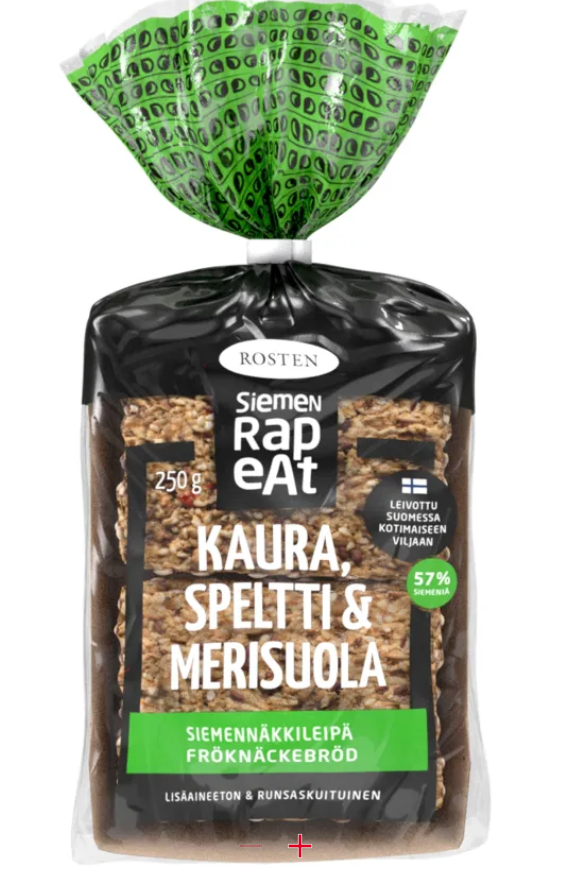 ROSTEN
Siemen
Rap
eAt
250 g
LEIVOTTU
SUOMESSA
KOTIMAISEEN
VILJAAN
KAURA,
57%
SIEMENIÄ
SPELTTI &
MERISUOLA
SIEMENNÄKKILEIPÄ
FRÖKNÄCKEBRÖD
LISÄAINEETON & RUNSASKUITUINEN